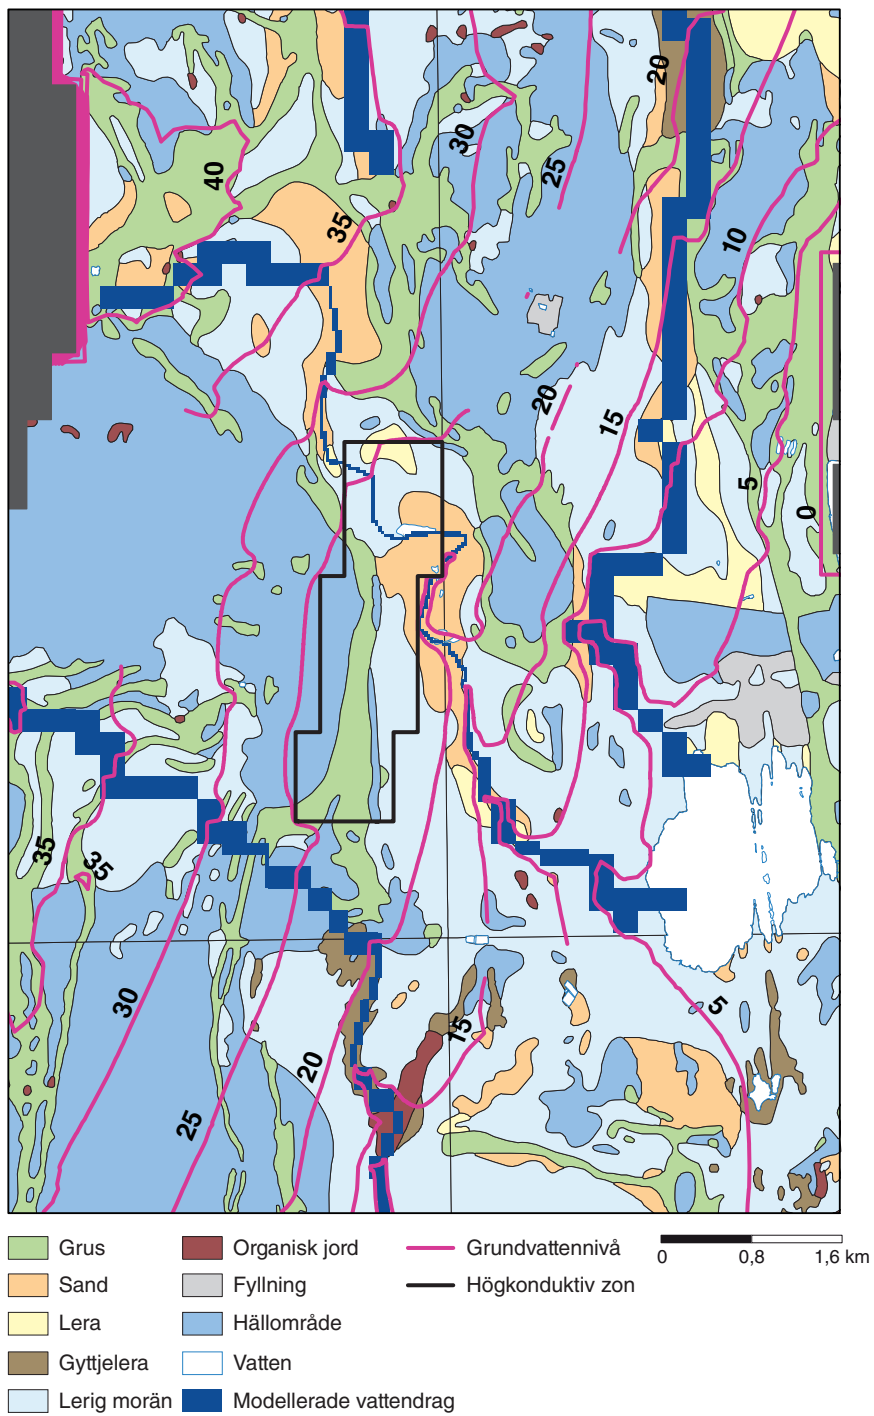 20
30
25
40
35
10
20
15
5
0
35
35
30
5
15
20
25
Grus
Sand
Lera
Gyttjelera
Lerig morän
Organisk jord
Fyllning
Hällområde
Vatten
Modellerade vattendrag
Grundvattennivå
Högkonduktiv zon
0 0,8 1,6 km